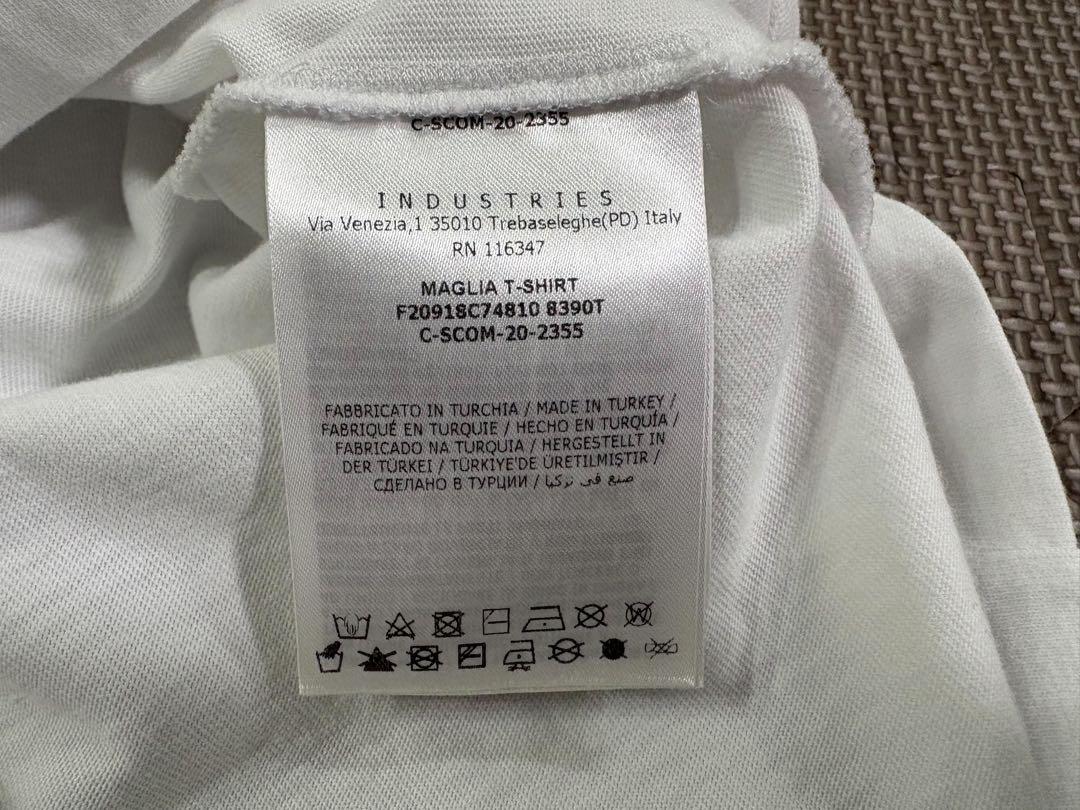 C-SCOM-20-2355
INDUSTRIES
Via Venezia,1 35010 Trebaseleghe(PD) Italy
RN 116347
MAGLIA T-SHIRT
F20918C74810 8390T
C-SCOM-20-2355
FABBRICATO IN TURCHIA / MADE IN TURKEY /
FABRIQUÉ EN TURQUIE / HECHO EN TURQUÍA /
FABRICADO NA TURQUIA / HERGESTELLT IN
DER TÜRKEI / TÜRKIYE'DE ÜRETILMIŞTIR /
СДЕЛАНО В ТУРЦИИ / صنع في تركيا